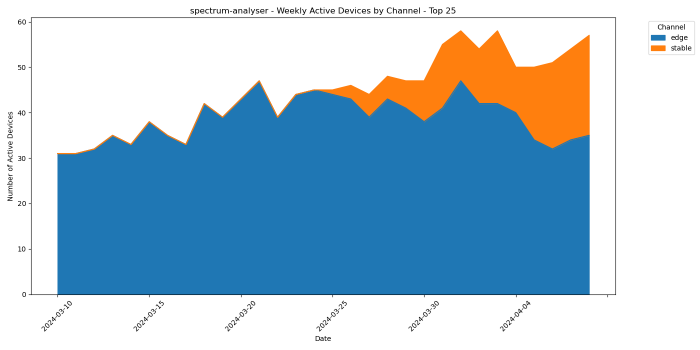 spectrum-analyser - Weekly Active Devices by Channel - Top 25
Channel
edge
stable
Number of Active Devices
60
50
40
30
20
10
0
2024-03-10
2024-03-15
2024-03-20
2024-03-25
2024-03-30
2024-04-04
Date